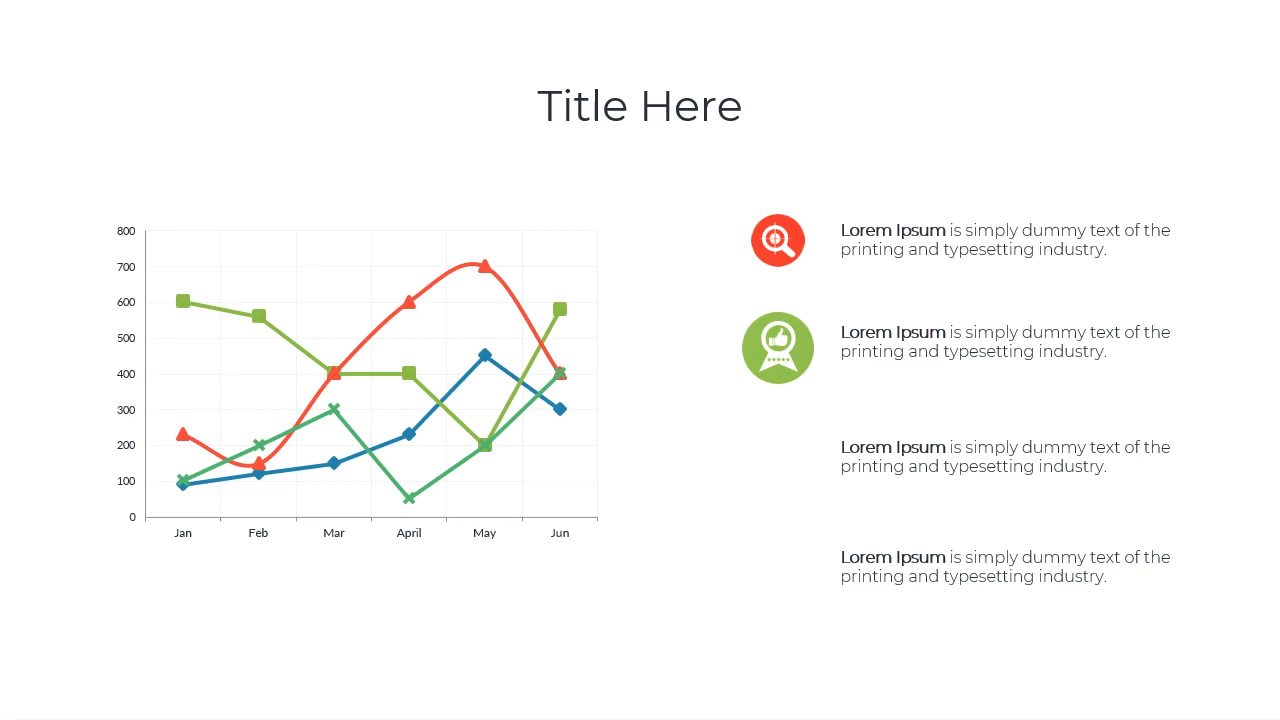 Title Here
800
700
600
500
400
300
200
100
0
Jan Feb Mar April May Jun
Lorem Ipsum is simply dummy text of the
printing and typesetting industry.
Lorem Ipsum is simply dummy text of the
printing and typesetting industry.
Lorem Ipsum is simply dummy text of the
printing and typesetting industry.
Lorem Ipsum is simply dummy text of the
printing and typesetting industry.